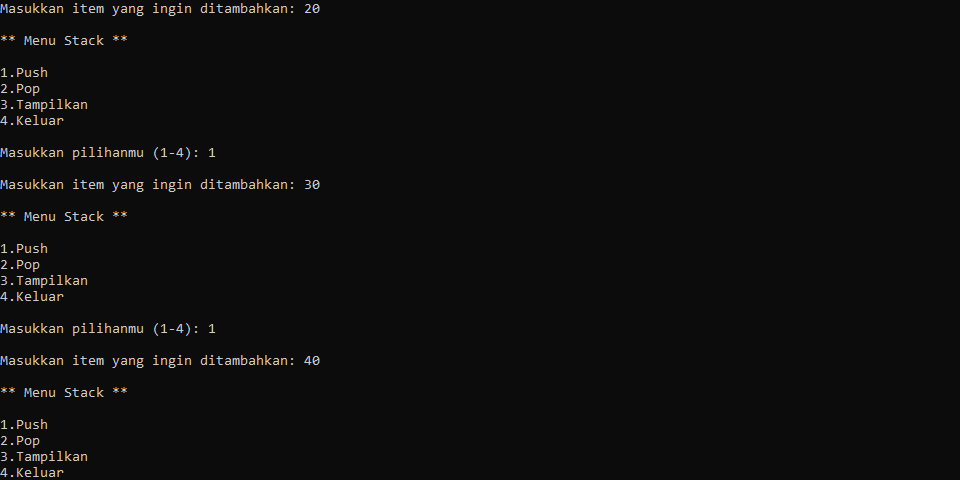 Masukkan item yang ingin ditambahkan: 20
** Menu Stack **
1.Push
2.Pop
3.Tampilkan
4.Keluar
Masukkan pilihanmu (1-4): 1
Masukkan item yang ingin ditambahkan: 30
** Menu Stack **
1.Push
2.Pop
3.Tampilkan
4.Keluar
Masukkan pilihanmu (1-4): 1
Masukkan item yang ingin ditambahkan: 40
** Menu Stack **
1.Push
2.Pop
3.Tampilkan
4.Keluar